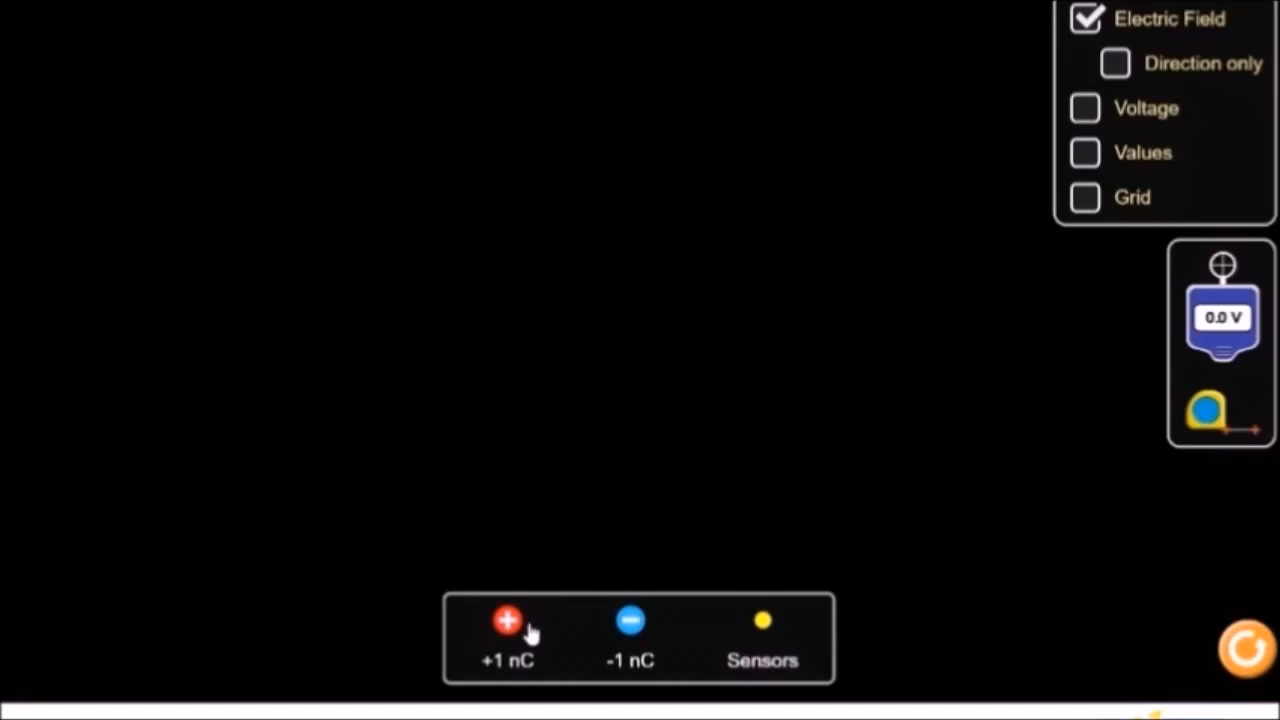 Electric Field
Direction only
Voltage
Values
Grid
0.0 V
+1 nC
-1 nC
Sensors